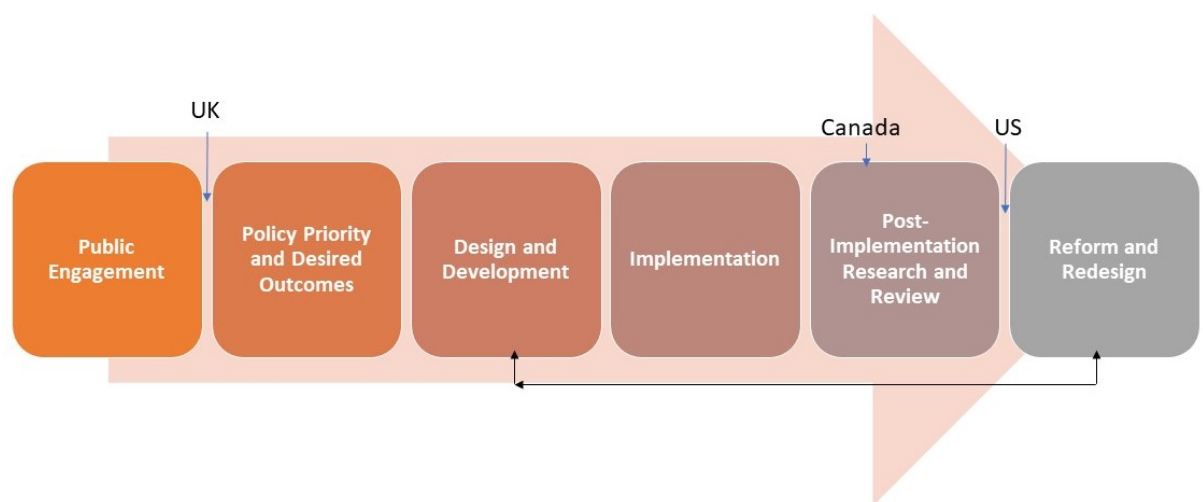 UK
Canada
US
Public
Engagement
Policy Priority
and Desired
Outcomes
Design and
Development
Implementation
Post-
Implementation
Research and
Review
Reform and
Redesign